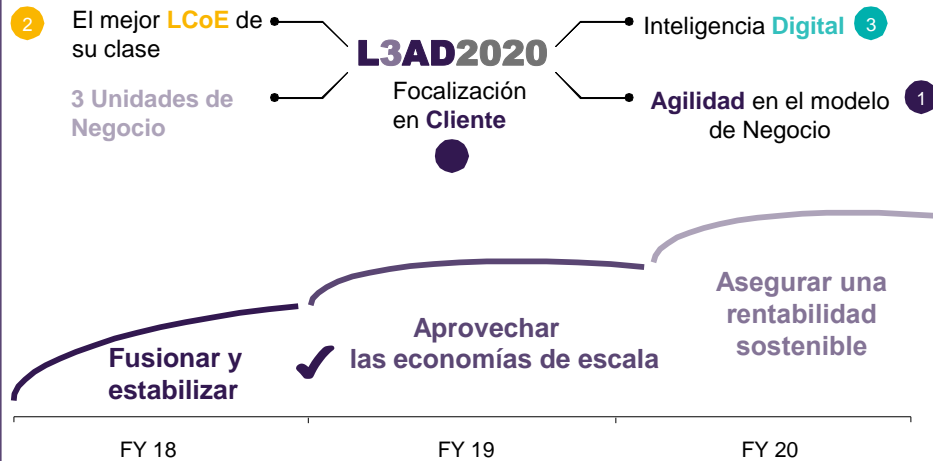 2
El mejor LCoE de
su clase
3 Unidades de
Negocio
L3AD2020
Focalización
en Cliente
Inteligencia Digital
3
Agilidad en el modelo
de Negocio
1
Fusionar y
estabilizar
Aprovechar
las economías de escala
Asegurar una
rentabilidad
sostenible
FY 18
FY 19
FY 20